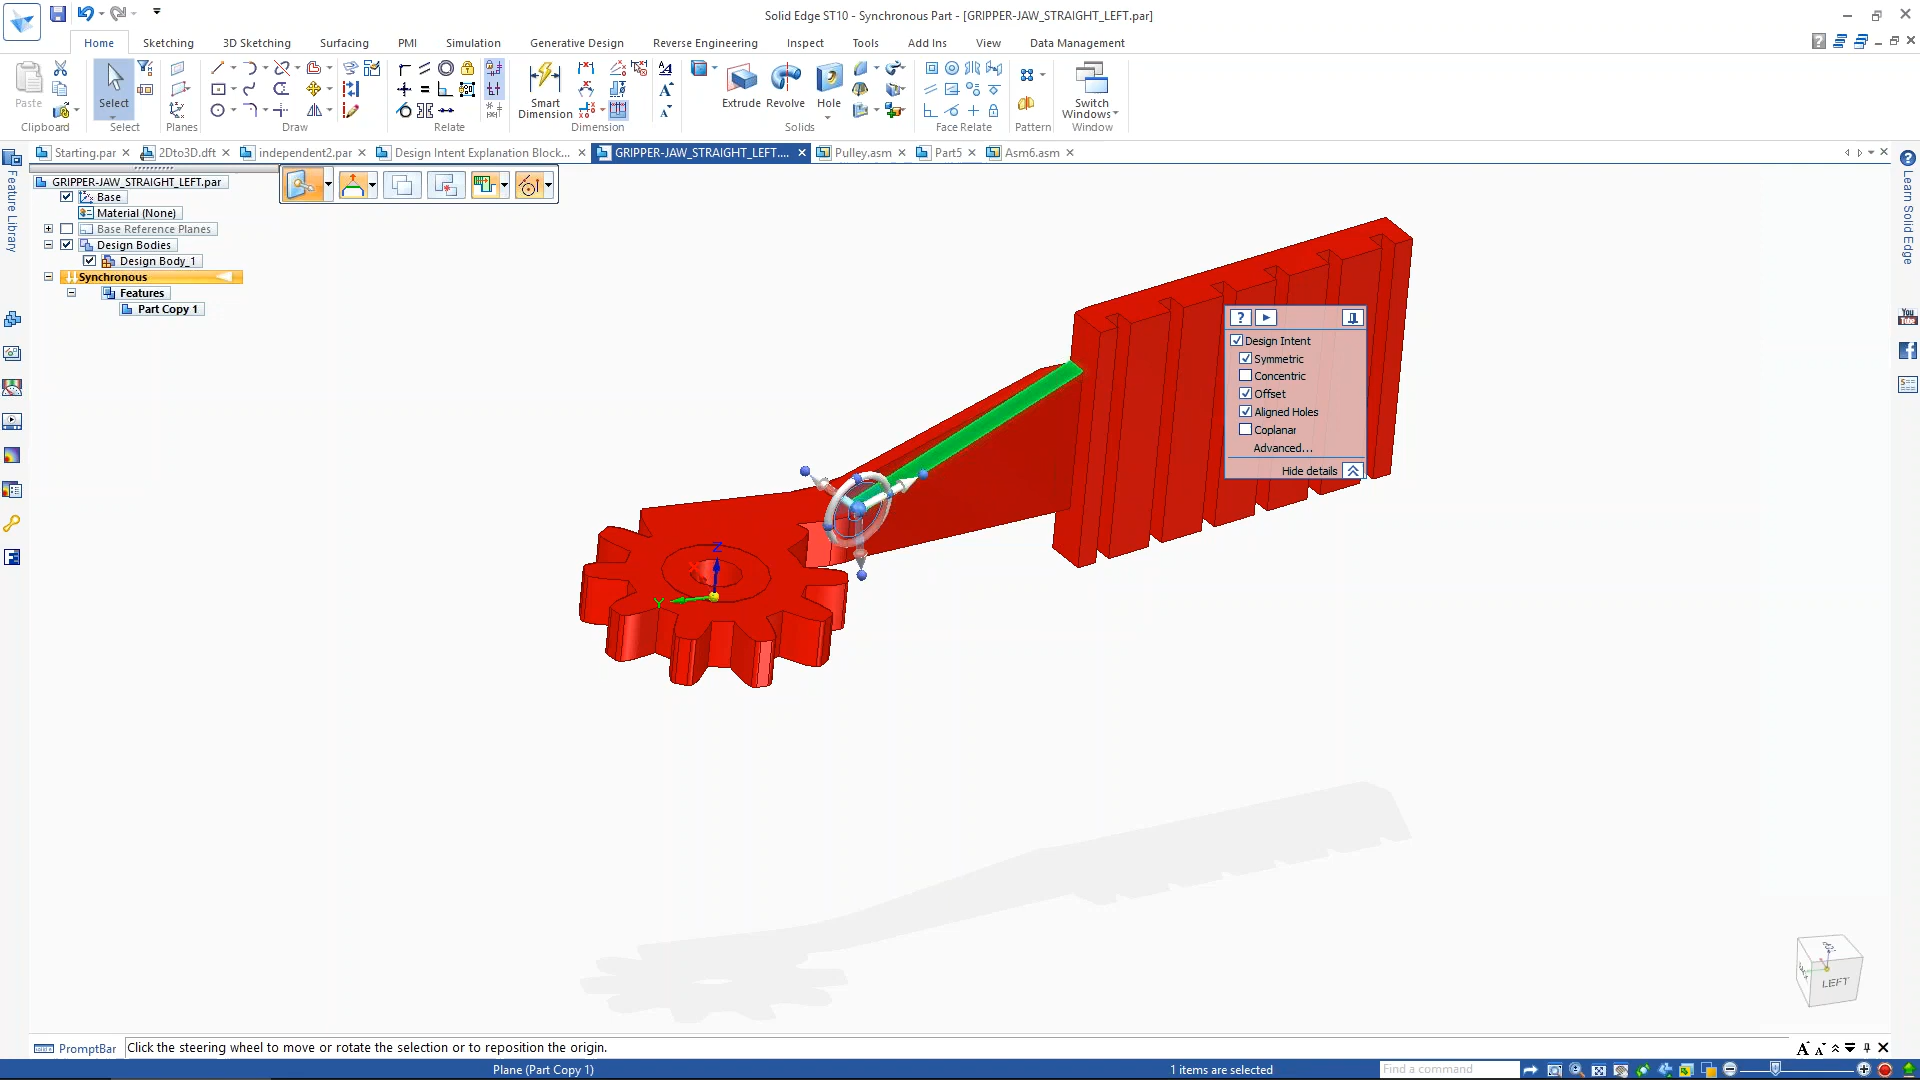 Solid Edge ST10 - Synchronous Part - [GRIPPER-JAW_STRAIGHT_LEFT.par]
Home Sketching 3D Sketching Surfacing PMI Simulation Generative Design Reverse Engineering Inspect Tools Add Ins View Data Management
Paste
Clipboard
Select
Select
Planes
Draw
Relate
Smart Dimension
Dimension
Extrude Revolve Hole
Solids
Face Relate
Pattern
Switch Windows
Window
Starting.par 2Dto3D.dft independent2.par Design Intent Explanation Block... GRIPPER-JAW_STRAIGHT_LEFT.... Pulley.asm Part5 Asm6.asm
Feature Library
GRIPPER-JAW_STRAIGHT_LEFT.par
Base
Material (None)
Base Reference Planes
Design Bodies
Design Body_1
Synchronous
Features
Part Copy 1
Design Intent
Symmetric
Concentric
Offset
Aligned Holes
Coplanar
Advanced...
Hide details
Z
Y
Learn Solid Edge
You Tube
LEFT
PromptBar
Click the steering wheel to move or rotate the selection or to reposition the origin.
Plane (Part Copy 1)
1 items are selected
Find a command